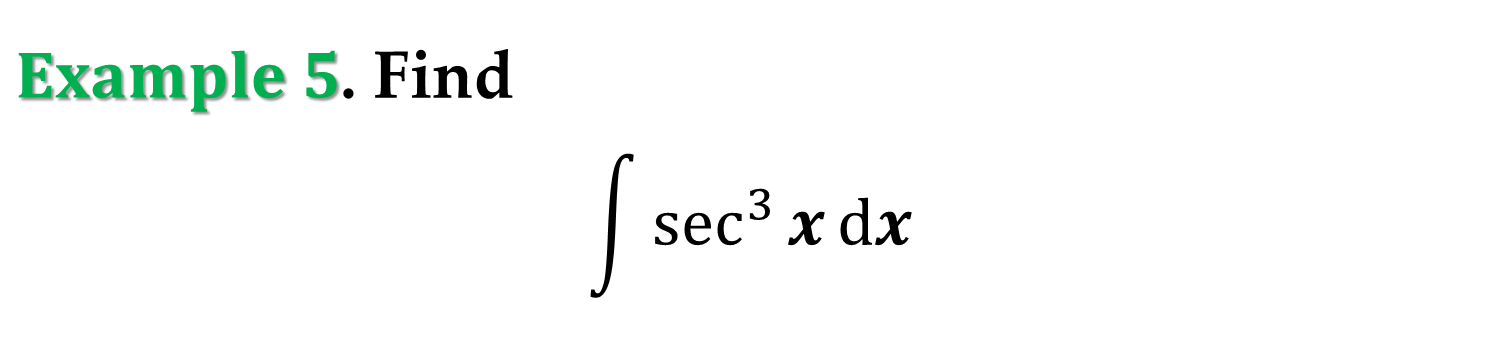 Example 5. Find
∫ sec³ x dx